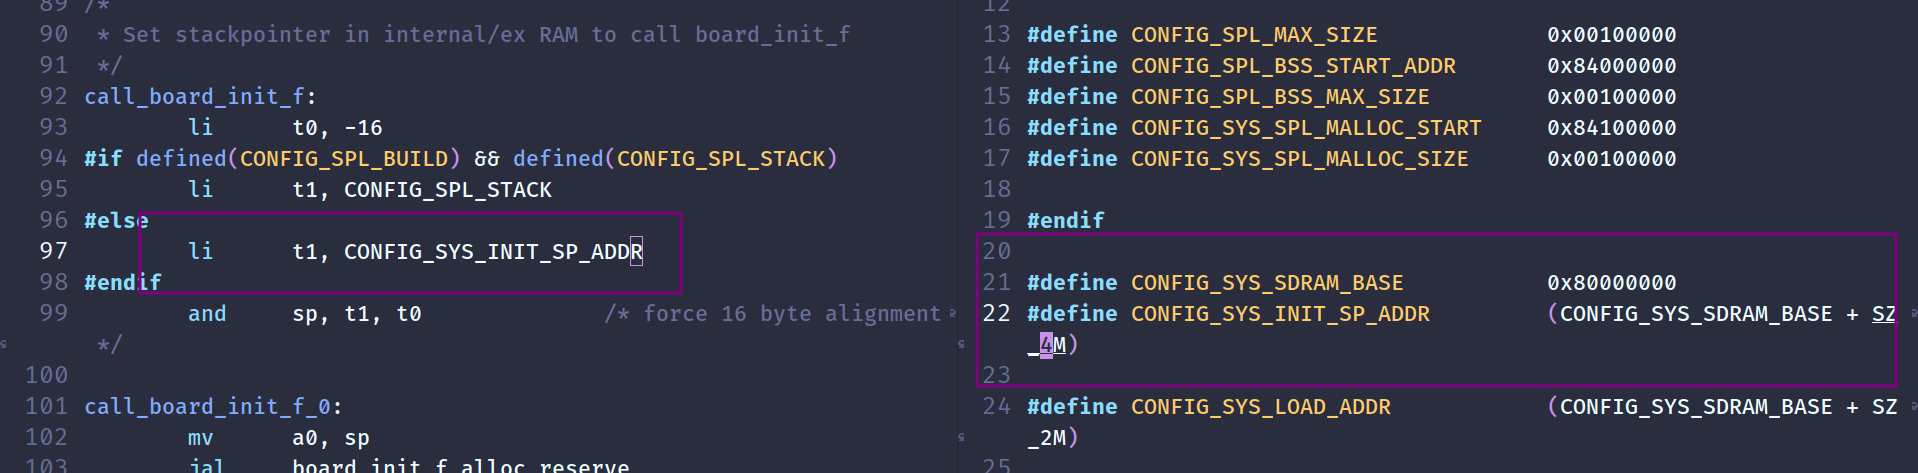 89 /*
90  * Set stackpointer in internal/ex RAM to call board_init_f
91  */
92 call_board_init_f:
93         li      t0, -16
94 #if defined(CONFIG_SPL_BUILD) && defined(CONFIG_SPL_STACK)
95         li      t1, CONFIG_SPL_STACK
96 #else
97         li      t1, CONFIG_SYS_INIT_SP_ADDR
98 #endif
99         and     sp, t1, t0              /* force 16 byte alignment
 */
100
101 call_board_init_f_0:
102         mv      a0, sp
103         jal     board_init_f_alloc_reserve
12
13 #define CONFIG_SPL_MAX_SIZE             0x00100000
14 #define CONFIG_SPL_BSS_START_ADDR       0x84000000
15 #define CONFIG_SPL_BSS_MAX_SIZE         0x00100000
16 #define CONFIG_SYS_SPL_MALLOC_START     0x84100000
17 #define CONFIG_SYS_SPL_MALLOC_SIZE      0x00100000
18
19 #endif
20
21 #define CONFIG_SYS_SDRAM_BASE           0x80000000
22 #define CONFIG_SYS_INIT_SP_ADDR         (CONFIG_SYS_SDRAM_BASE + SZ
_4M)
23
24 #define CONFIG_SYS_LOAD_ADDR            (CONFIG_SYS_SDRAM_BASE + SZ
_2M)
25